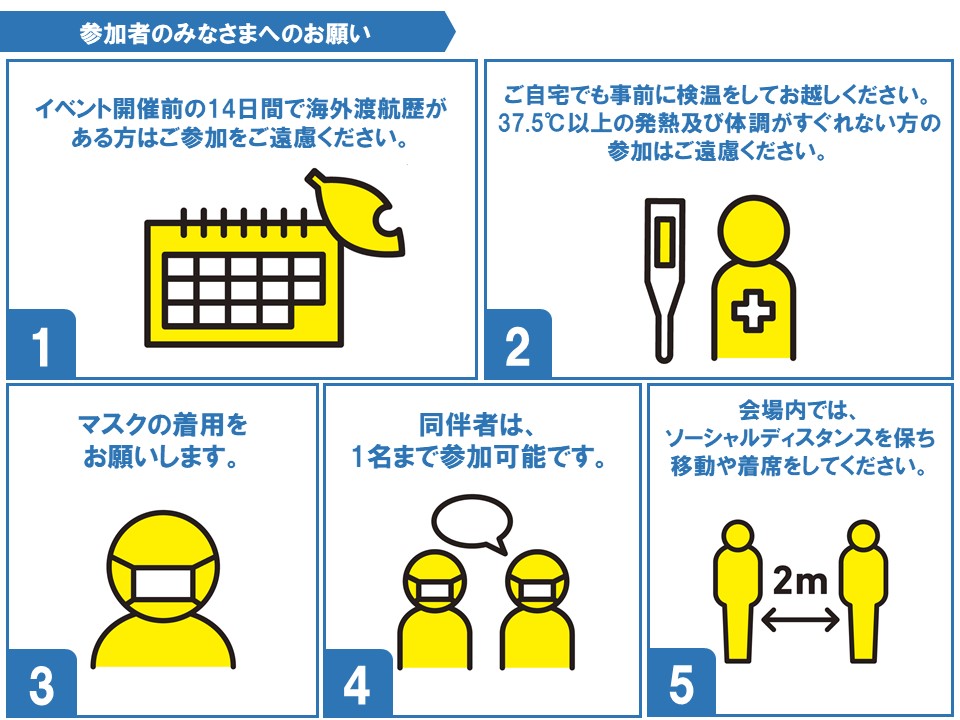 参加者のみなさまへのお願い
イベント開催前の14日間で海外渡航歴が
ある方はご参加をご遠慮ください。
1
ご自宅でも事前に検温をしてお越しください。
37.5℃以上の発熱及び体調がすぐれない方の
参加はご遠慮ください。
2
マスクの着用を
お願いします。
3
同伴者は、
1名まで参加可能です。
4
会場内では、
ソーシャルディスタンスを保ち
移動や着席をしてください。
2m
5